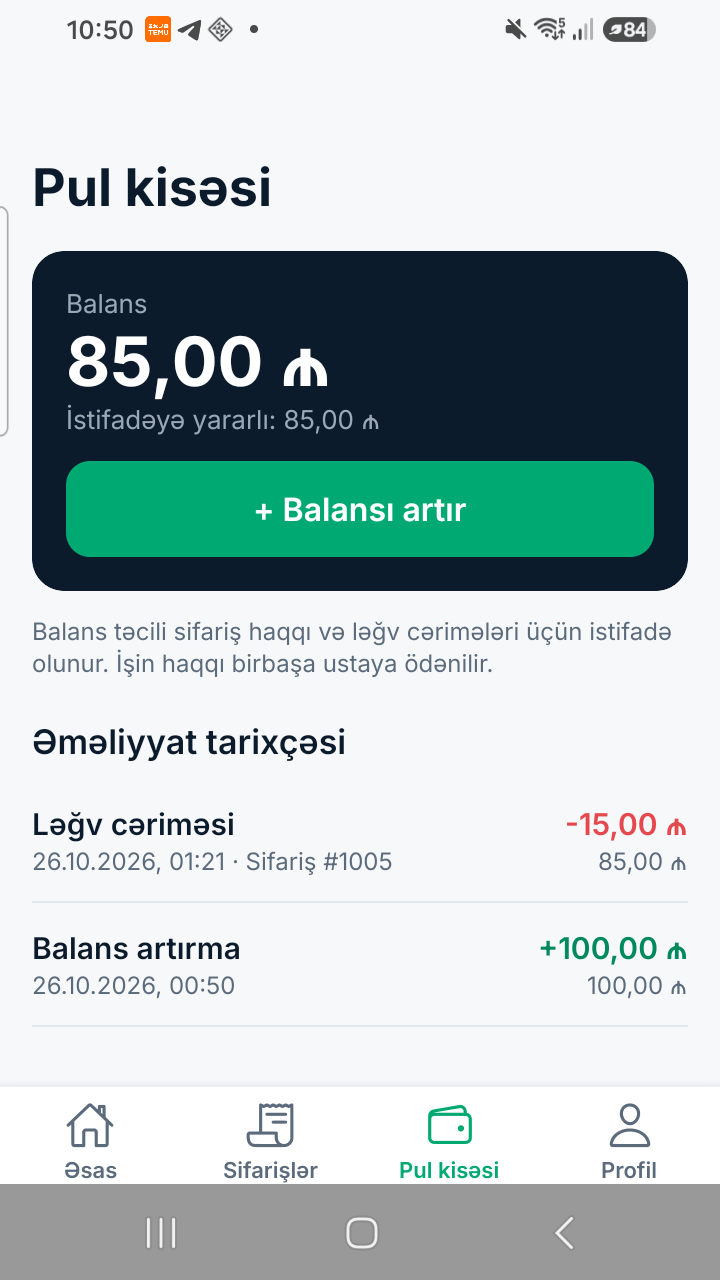 10:50 TEMU 5 84
Pul kisəsi
Balans
85,00 ₼
İstifadəyə yararlı: 85,00 ₼
+ Balansı artır
Balans təcili sifariş haqqı və ləğv cərimələri üçün istifadə
olunur. İşin haqqı birbaşa ustaya ödənilir.
Əməliyyat tarixçəsi
Ləğv cəriməsi -15,00 ₼
26.10.2026, 01:21 · Sifariş #1005 85,00 ₼
Balans artırma +100,00 ₼
26.10.2026, 00:50 100,00 ₼
Əsas Sifarişlər Pul kisəsi Profil